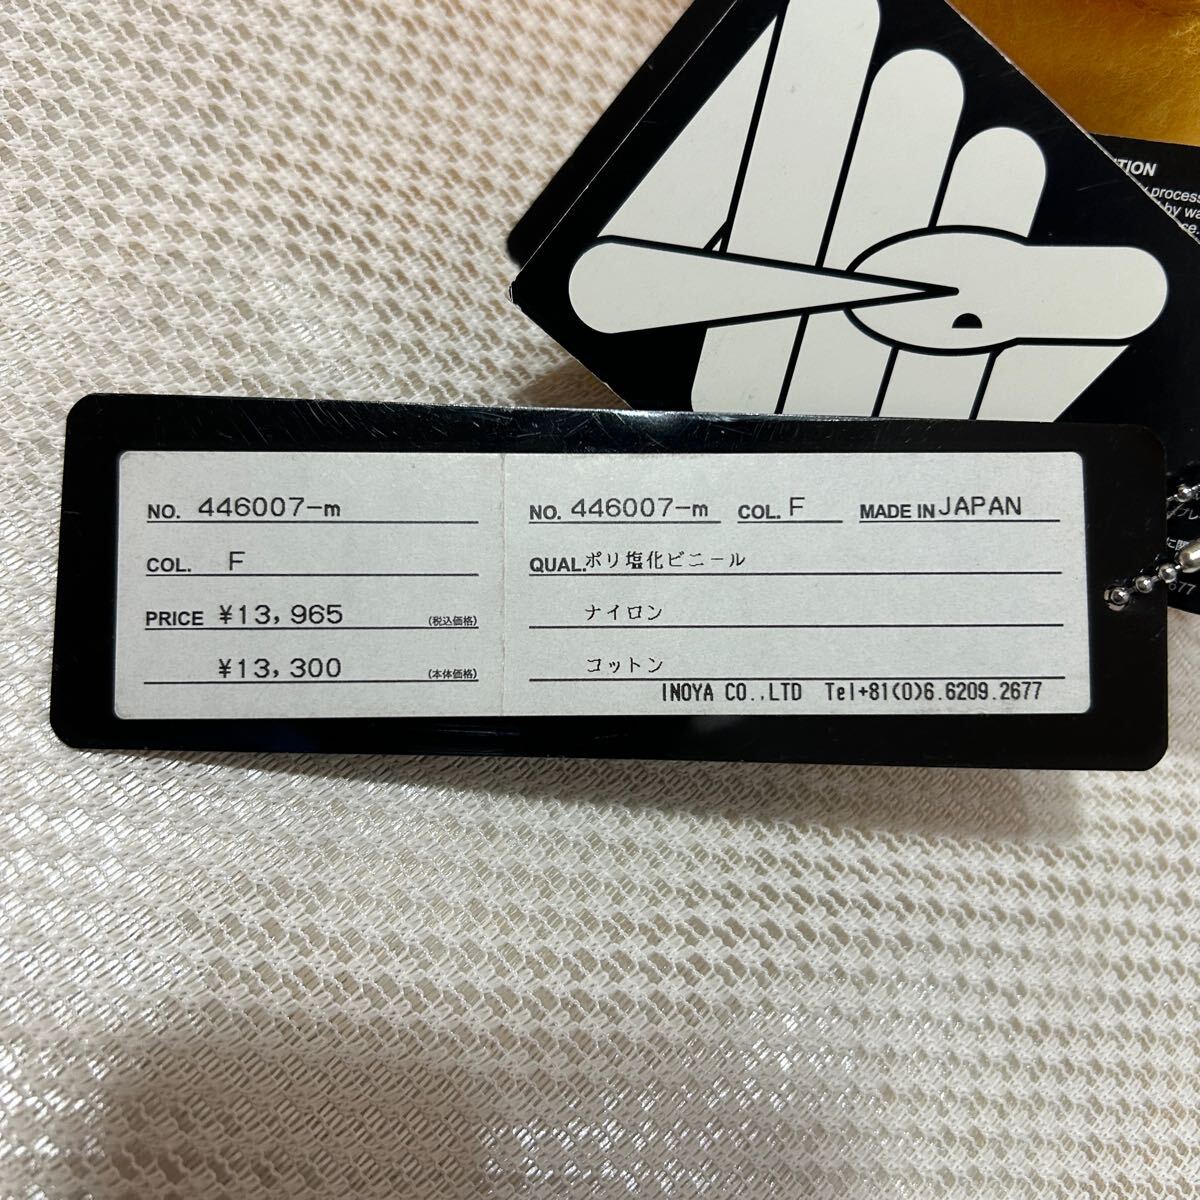 NO. 446007-m
COL. F
PRICE ¥13,965 (税込価格)
¥13,300 (本体価格)
NO. 446007-m COL. F MADE IN JAPAN
QUAL. ポリ塩化ビニール
ナイロン
コットン
INOYA CO.,LTD Tel+81(0)6.6209.2677
process
by